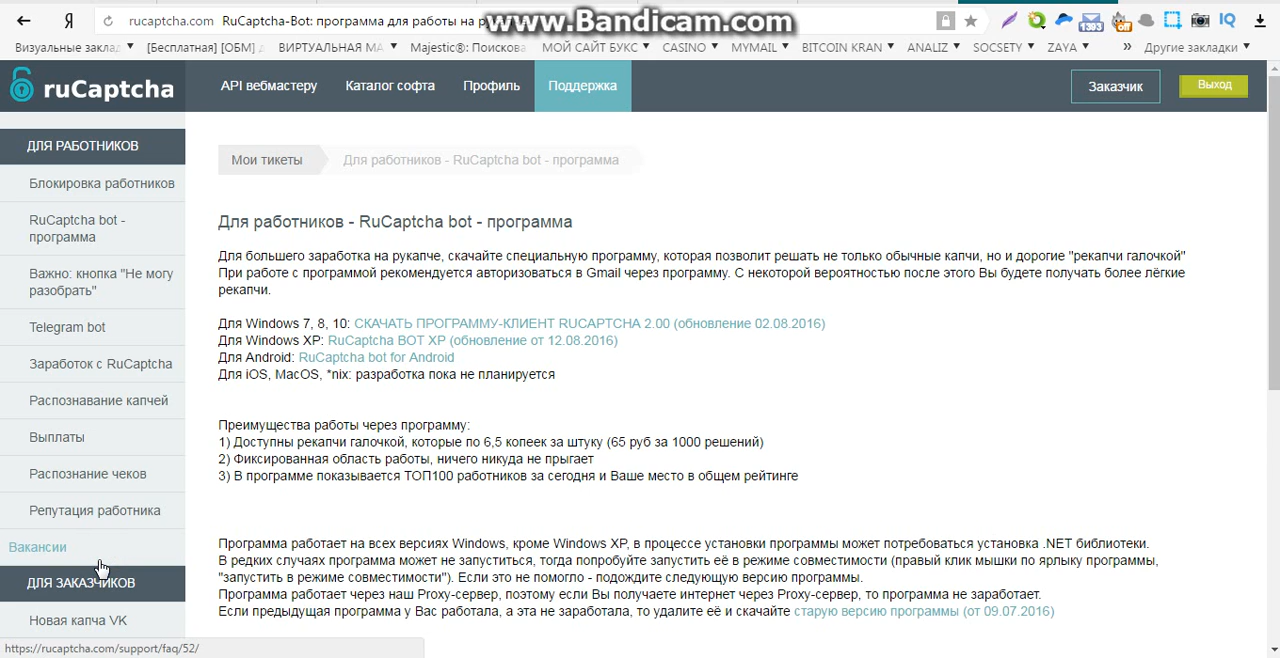 Я
rucaptcha.com RuCaptcha-Bot: программа для работы на
www.Bandicam.com
Визуальные заклад
[Бесплатная] [ОБМ]
ВИРТУАЛЬНАЯ МА
Majestic®: Поискова
МОЙ САЙТ БУКС
CASINO
MYMAIL
BITCOIN KRAN
ANALIZ
SOCSETY
ZAYA
»
Другие закладки
1393
Off
IQ
ruCaptcha
API вебмастеру
Каталог софта
Профиль
Поддержка
Заказчик
Выход
ДЛЯ РАБОТНИКОВ
Блокировка работников
RuCaptcha bot -
программа
Важно: кнопка "Не могу
разобрать"
Telegram bot
Заработок с RuCaptcha
Распознавание капчей
Выплаты
Распознание чеков
Репутация работника
Вакансии
ДЛЯ ЗАКАЗЧИКОВ
Новая капча VK
https://rucaptcha.com/support/faq/52/
Мои тикеты
Для работников - RuCaptcha bot - программа
Для работников - RuCaptcha bot - программа
Для большего заработка на рукапче, скачайте специальную программу, которая позволит решать не только обычные капчи, но и дорогие "рекапчи галочкой"
При работе с программой рекомендуется авторизоваться в Gmail через программу. С некоторой вероятностью после этого Вы будете получать более лёгкие
рекапчи.
Для Windows 7, 8, 10: СКАЧАТЬ ПРОГРАММУ-КЛИЕНТ RUCAPTCHA 2.00 (обновление 02.08.2016)
Для Windows XP: RuCaptcha BOT XP (обновление от 12.08.2016)
Для Android: RuCaptcha bot for Android
Для iOS, MacOS, *nix: разработка пока не планируется
Преимущества работы через программу:
1) Доступны рекапчи галочкой, которые по 6,5 копеек за штуку (65 руб за 1000 решений)
2) Фиксированная область работы, ничего никуда не прыгает
3) В программе показывается ТОП100 работников за сегодня и Ваше место в общем рейтинге
Программа работает на всех версиях Windows, кроме Windows XP, в процессе установки программы может потребоваться установка .NET библиотеки.
В редких случаях программа может не запуститься, тогда попробуйте запустить её в режиме совместимости (правый клик мышки по ярлыку программы,
"запустить в режиме совместимости"). Если это не помогло - подождите следующую версию программы.
Программа работает через наш Proxy-сервер, поэтому если Вы получаете интернет через Proxy-сервер, то программа не заработает.
Если предыдущая программа у Вас работала, а эта не заработала, то удалите её и скачайте старую версию программы (от 09.07.2016)